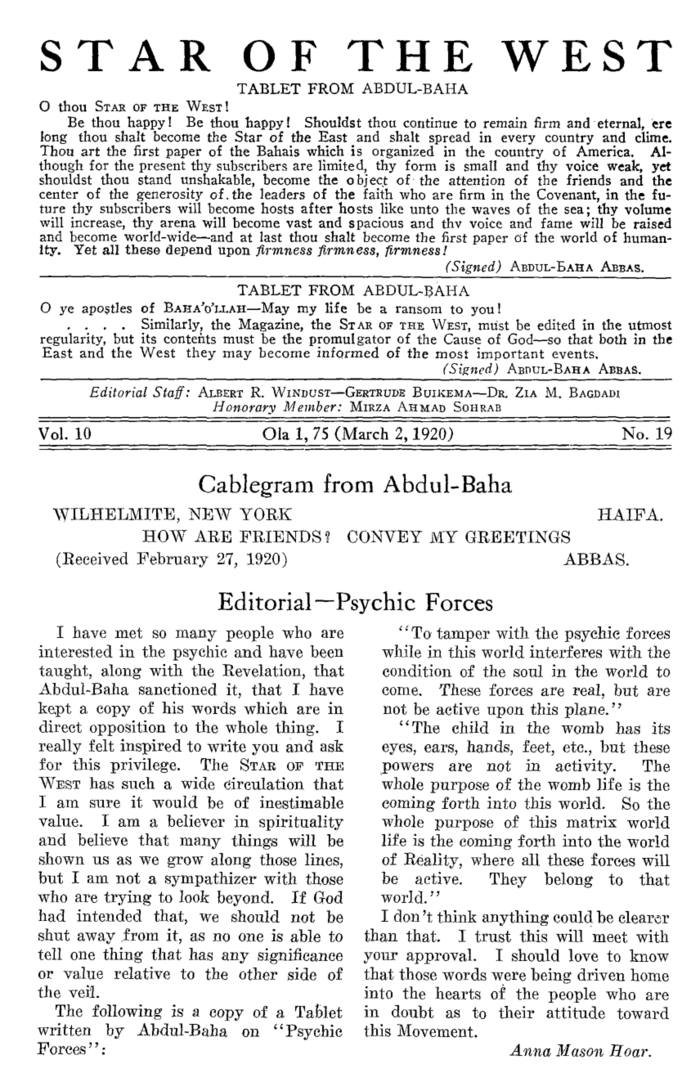 STAR OF THE WEST
TABLET FROM ABDUL-BAHA
O thou STAR OF THE WEST!
Be thou happy! Be thou happy! Shouldst thou continue to remain firm and eternal, ere
long thou shalt become the Star of the East and shalt spread in every country and clime.
Thou art the first paper of the Bahais which is organized in the country of America. Al-
though for the present thy subscribers are limited, thy form is small and thy voice weak, yet
shouldst thou stand unshakable, become the object of the attention of the friends and the
center of the generosity of the leaders of the faith who are firm in the Covenant, in the fu-
ture thy subscribers will become hosts after hosts like unto the waves of the sea; thy volume
will increase, thy arena will become vast and spacious and thy voice and fame will be raised
and become world-wide—and at last thou shalt become the first paper of the world of human-
ity. Yet all these depend upon firmness firmness, firmness!
(Signed) ABDUL-BAHA ABBAS.
TABLET FROM ABDUL-BAHA
O ye apostles of BAHA'O'LLAH—May my life be a ransom to you!
. . . . Similarly, the Magazine, the STAR OF THE WEST, must be edited in the utmost
regularity, but its contents must be the promulgator of the Cause of God—so that both in the
East and the West they may become informed of the most important events.
(Signed) ABDUL-BAHA ABBAS.
Editorial Staff: ALBERT R. WINDUST—GERTRUDE BUIKEMA—DR. ZIA M. BAGDADI
Honorary Member: MIRZA AHMAD SOHRAB
Vol. 10 Ola 1, 75 (March 2, 1920) No. 19
Cablegram from Abdul-Baha
WILHELMITE, NEW YORK HAIFA.
HOW ARE FRIENDS? CONVEY MY GREETINGS
(Received February 27, 1920) ABBAS.
Editorial—Psychic Forces
I have met so many people who are
interested in the psychic and have been
taught, along with the Revelation, that
Abdul-Baha sanctioned it, that I have
kept a copy of his words which are in
direct opposition to the whole thing. I
really felt inspired to write you and ask
for this privilege. The STAR OF THE
WEST has such a wide circulation that
I am sure it would be of inestimable
value. I am a believer in spirituality
and believe that many things will be
shown us as we grow along those lines,
but I am not a sympathizer with those
who are trying to look beyond. If God
had intended that, we should not be
shut away from it, as no one is able to
tell one thing that has any significance
or value relative to the other side of
the veil.
The following is a copy of a Tablet
written by Abdul-Baha on "Psychic
Forces":
"To tamper with the psychic forces
while in this world interferes with the
condition of the soul in the world to
come. These forces are real, but are
not be active upon this plane."
"The child in the womb has its
eyes, ears, hands, feet, etc., but these
powers are not in activity. The
whole purpose of the womb life is the
coming forth into this world. So the
whole purpose of this matrix world
life is the coming forth into the world
of Reality, where all these forces will
be active. They belong to that
world."
I don't think anything could be clearer
than that. I trust this will meet with
your approval. I should love to know
that those words were being driven home
into the hearts of the people who are
in doubt as to their attitude toward
this Movement.
Anna Mason Hoar.